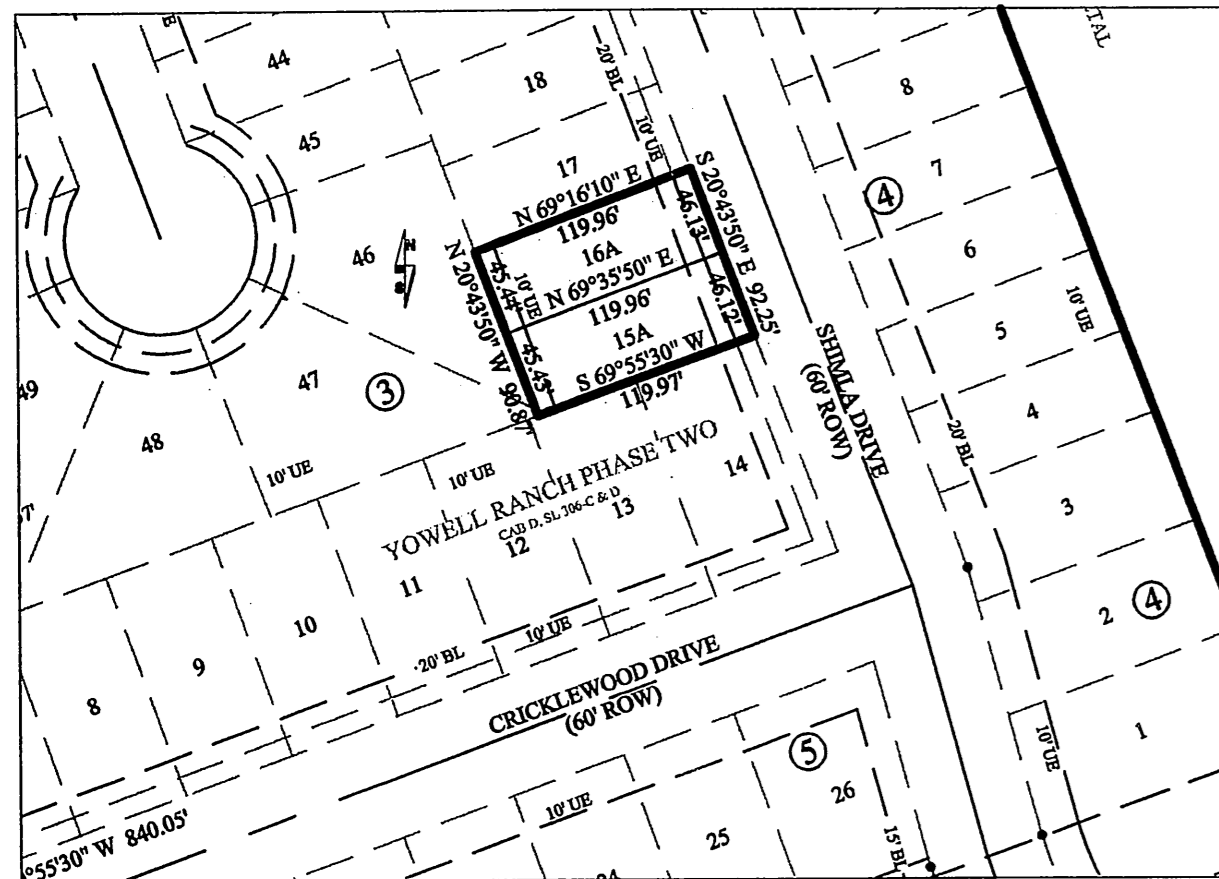 E
44
45
46
47
48
49
7'
18
17
20' BL
10' UE
N 69°16'10" E
119.96'
16A
N 69°35'50" E
119.96'
15A
S 69°55'30" W
119.97'
S 20°43'50" E 92.25'
46.13'
46.12'
N 20°43'50" W 90.87'
45.44'
45.43'
10' UE
N
S
3
SHIMLA DRIVE
(60' ROW)
4
8
7
6
5
4
3
2
1
10' UE
20' BL
4
10' UE
10' UE
10' UE
YOWELL RANCH PHASE TWO
CAB D, SL 306-C & D
14
13
12
11
10
9
8
20' BL
10' UE
CRICKLEWOOD DRIVE
(60' ROW)
°55'30" W 840.05'
5
10' UE
26
25
24
15' BL